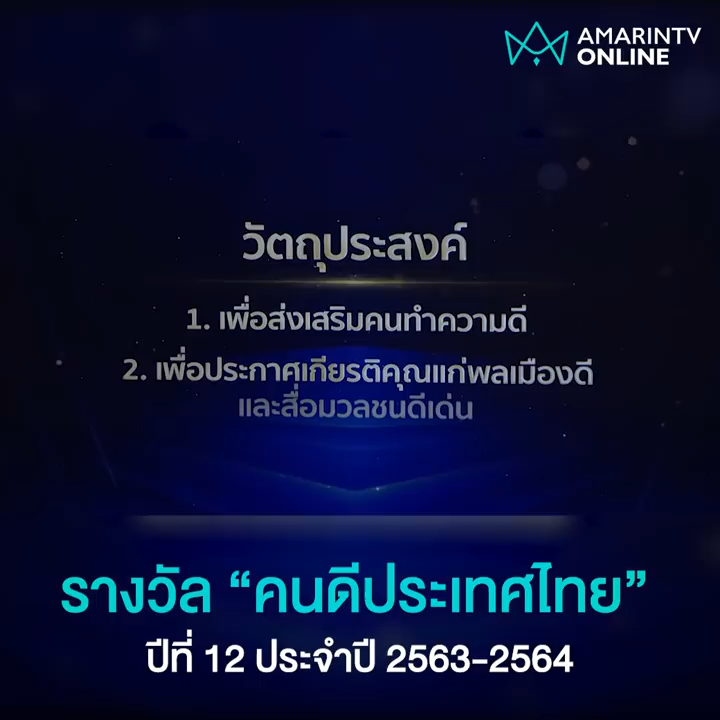 AMARINTV
ONLINE
วัตถุประสงค์
1. เพื่อส่งเสริมคนทำความดี
2. เพื่อประกาศเกียรติคุณแก่พลเมืองดี
และสื่อมวลชนดีเด่น
รางวัล “คนดีประเทศไทย”
ปีที่ 12 ประจำปี 2563-2564